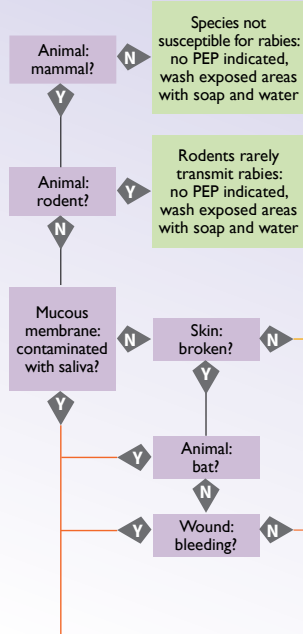 Animal:
mammal?
N
Species not
susceptible for rabies:
no PEP indicated,
wash exposed areas
with soap and water
Y
Animal:
rodent?
Y
Rodents rarely
transmit rabies:
no PEP indicated,
wash exposed areas
with soap and water
N
Mucous
membrane:
contaminated
with saliva?
N
Skin:
broken?
N
Y
Y
Y
Animal:
bat?
N
Y
Wound:
bleeding?
N